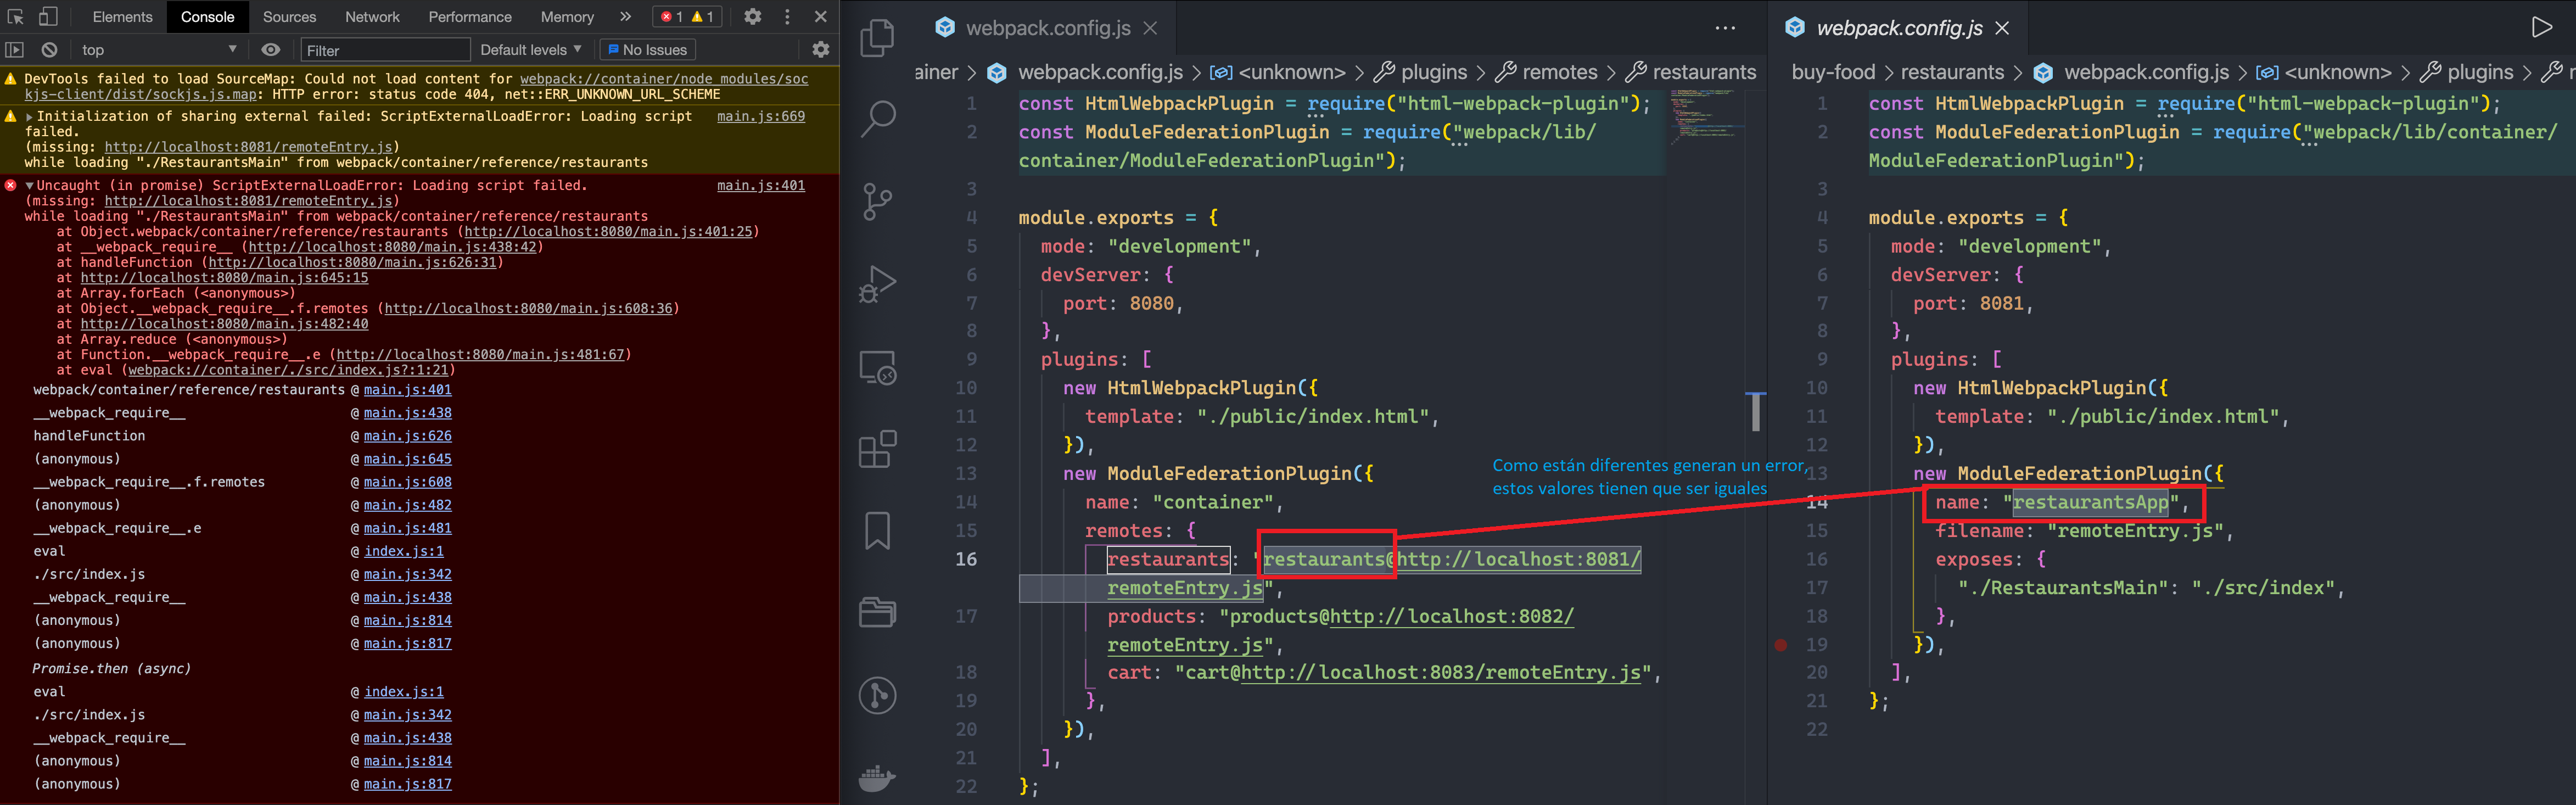 Elements Console Sources Network Performance Memory » 1 1
top Filter Default levels No Issues
DevTools failed to load SourceMap: Could not load content for webpack://container/node_modules/soc
kjs-client/dist/sockjs.js.map: HTTP error: status code 404, net::ERR_UNKNOWN_URL_SCHEME
Initialization of sharing external failed: ScriptExternalLoadError: Loading script main.js:669
failed.
(missing: http://localhost:8081/remoteEntry.js)
while loading "./RestaurantsMain" from webpack/container/reference/restaurants
Uncaught (in promise) ScriptExternalLoadError: Loading script failed. main.js:401
(missing: http://localhost:8081/remoteEntry.js)
while loading "./RestaurantsMain" from webpack/container/reference/restaurants
at Object.webpack/container/reference/restaurants (http://localhost:8080/main.js:401:25)
at __webpack_require__ (http://localhost:8080/main.js:438:42)
at handleFunction (http://localhost:8080/main.js:626:31)
at http://localhost:8080/main.js:645:15
at Array.forEach (<anonymous>)
at Object.__webpack_require__.f.remotes (http://localhost:8080/main.js:608:36)
at http://localhost:8080/main.js:482:40
at Array.reduce (<anonymous>)
at Function.__webpack_require__.e (http://localhost:8080/main.js:481:67)
at eval (webpack://container/./src/index.js?:1:21)
webpack/container/reference/restaurants @ main.js:401
__webpack_require__ @ main.js:438
handleFunction @ main.js:626
(anonymous) @ main.js:645
__webpack_require__.f.remotes @ main.js:608
(anonymous) @ main.js:482
__webpack_require__.e @ main.js:481
eval @ index.js:1
./src/index.js @ main.js:342
__webpack_require__ @ main.js:438
(anonymous) @ main.js:814
(anonymous) @ main.js:817
Promise.then (async)
eval @ index.js:1
./src/index.js @ main.js:342
__webpack_require__ @ main.js:438
(anonymous) @ main.js:814
(anonymous) @ main.js:817
webpack.config.js
ainer > webpack.config.js > <unknown> > plugins > remotes > restaurants
1 const HtmlWebpackPlugin = require("html-webpack-plugin");
2 const ModuleFederationPlugin = require("webpack/lib/
container/ModuleFederationPlugin");
3
4 module.exports = {
5 mode: "development",
6 devServer: {
7 port: 8080,
8 },
9 plugins: [
10 new HtmlWebpackPlugin({
11 template: "./public/index.html",
12 }),
13 new ModuleFederationPlugin({
14 name: "container",
15 remotes: {
16 restaurants: "restaurants@http://localhost:8081/
remoteEntry.js",
17 products: "products@http://localhost:8082/
remoteEntry.js",
18 cart: "cart@http://localhost:8083/remoteEntry.js",
19 },
20 }),
21 ],
22 };
Como están diferentes generan un error,
estos valores tienen que ser iguales
webpack.config.js
buy-food > restaurants > webpack.config.js > <unknown> > plugins > r
1 const HtmlWebpackPlugin = require("html-webpack-plugin");
2 const ModuleFederationPlugin = require("webpack/lib/container/
ModuleFederationPlugin");
3
4 module.exports = {
5 mode: "development",
6 devServer: {
7 port: 8081,
8 },
9 plugins: [
10 new HtmlWebpackPlugin({
11 template: "./public/index.html",
12 }),
13 new ModuleFederationPlugin({
14 name: "restaurantsApp",
15 filename: "remoteEntry.js",
16 exposes: {
17 "./RestaurantsMain": "./src/index",
18 },
19 }),
20 ],
21 };
22